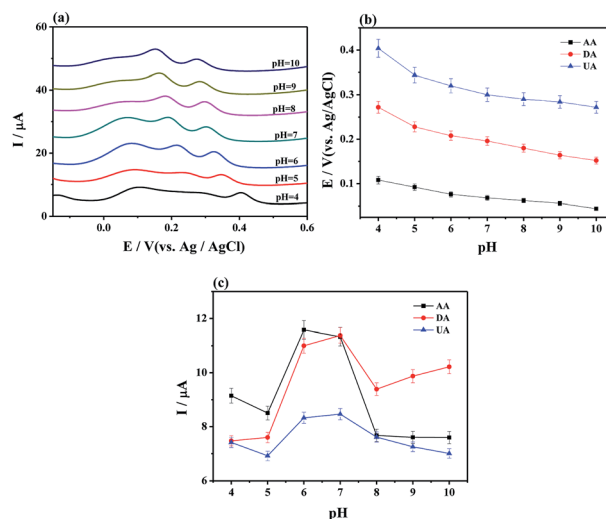 (a)
60
40
20
0
I / μA
pH=10
pH=9
pH=8
pH=7
pH=6
pH=5
pH=4
0.0 0.2 0.4 0.6
E / V(vs. Ag / AgCl)
(b)
0.4
0.3
0.2
0.1
E / V(vs. Ag/AgCl)
AA
DA
UA
4 5 6 7 8 9 10
pH
(c)
12
10
8
6
I / μA
AA
DA
UA
4 5 6 7 8 9 10
pH